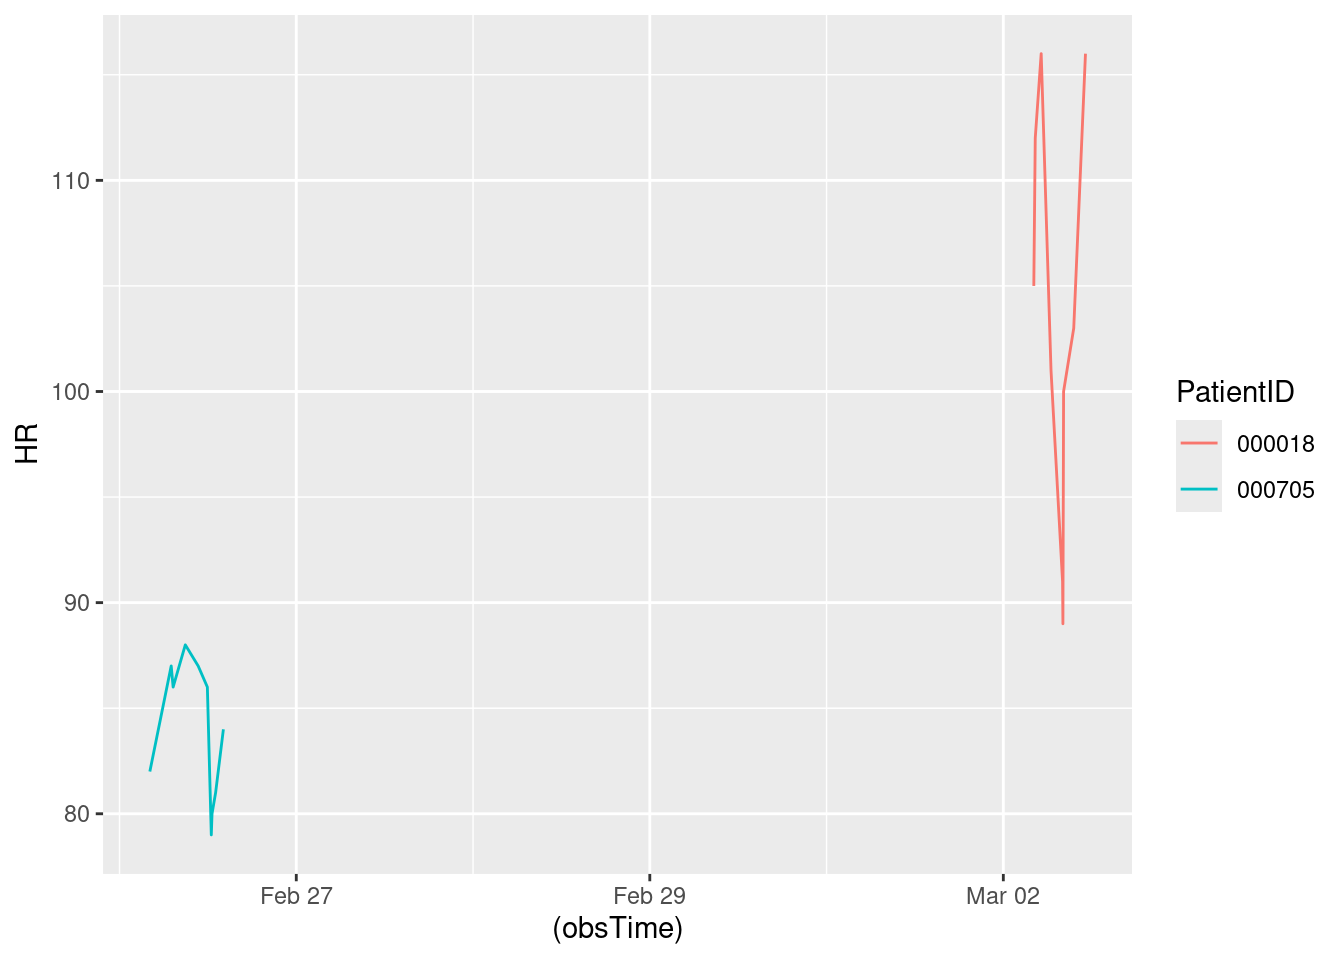 110
100
90
80
HR
Feb 27
Feb 29
Mar 02
(obsTime)
PatientID
000018
000705